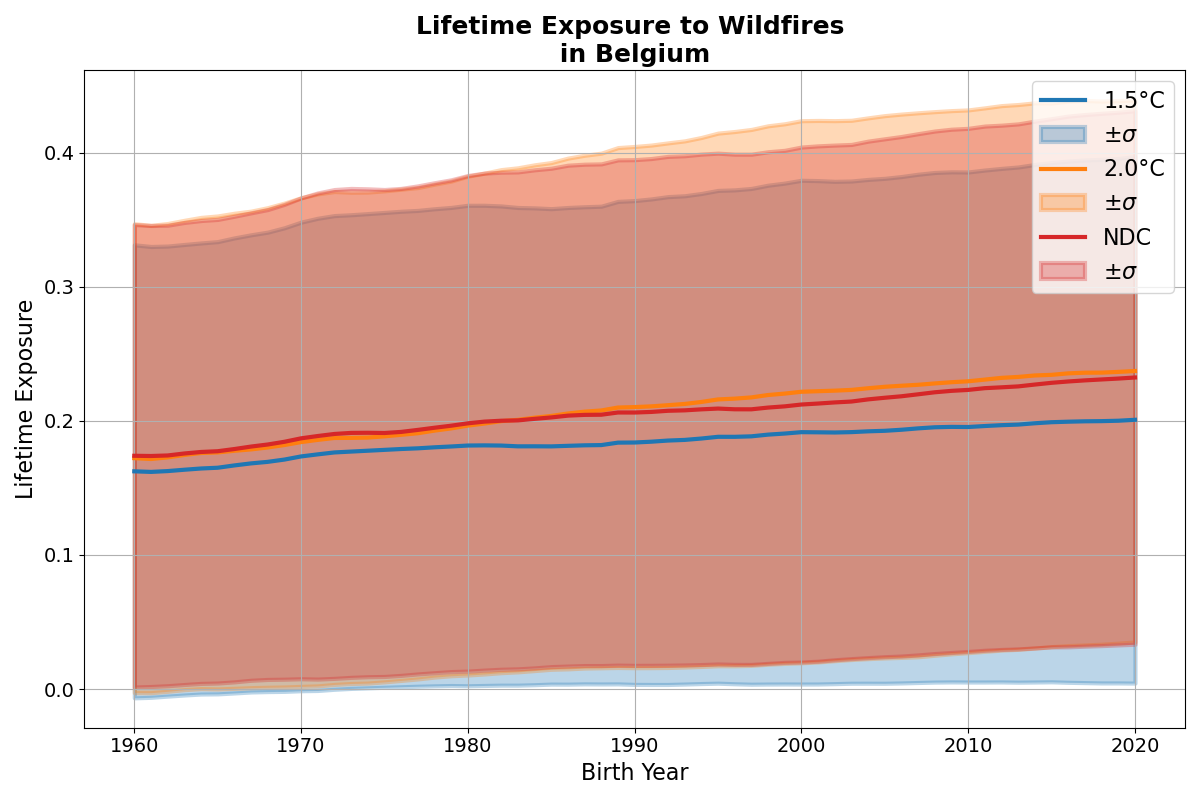 Lifetime Exposure to Wildfires
in Belgium
1.5°C
±σ
2.0°C
±σ
NDC
±σ
Lifetime Exposure
0.4
0.3
0.2
0.1
0.0
1960 1970 1980 1990 2000 2010 2020
Birth Year